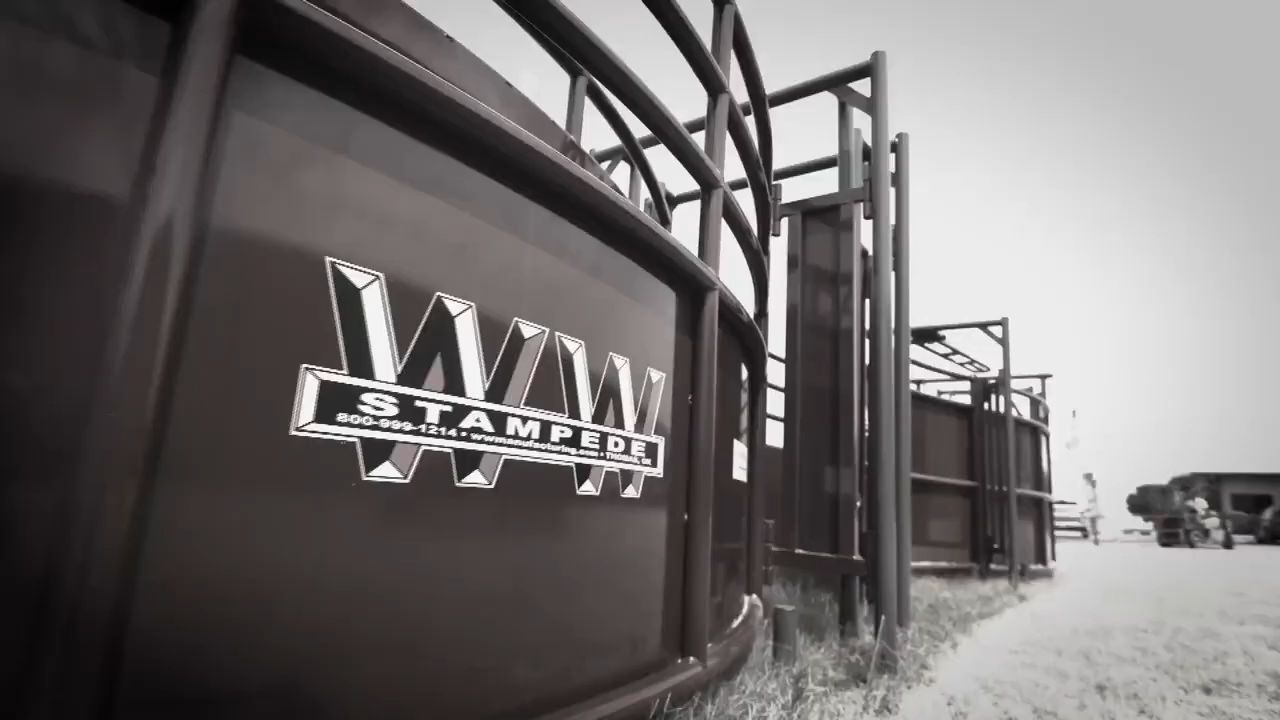 WW
STAMPEDE
800-999-1214 • wwmanufacturing.com • THOMAS, OK